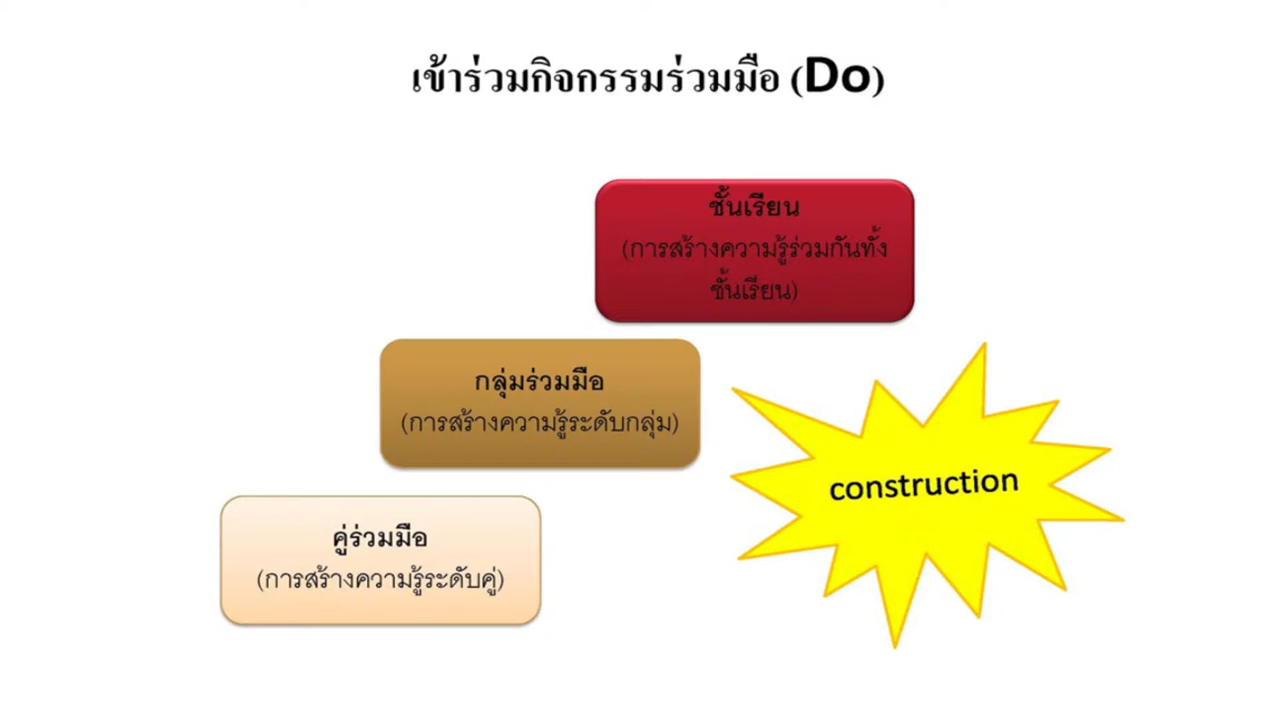 เข้าร่วมกิจกรรมร่วมมือ (Do)
ชั้นเรียน
(การสร้างความรู้ร่วมกันทั้ง
ชั้นเรียน)
กลุ่มร่วมมือ
(การสร้างความรู้ระดับกลุ่ม)
construction
คู่ร่วมมือ
(การสร้างความรู้ระดับคู่)